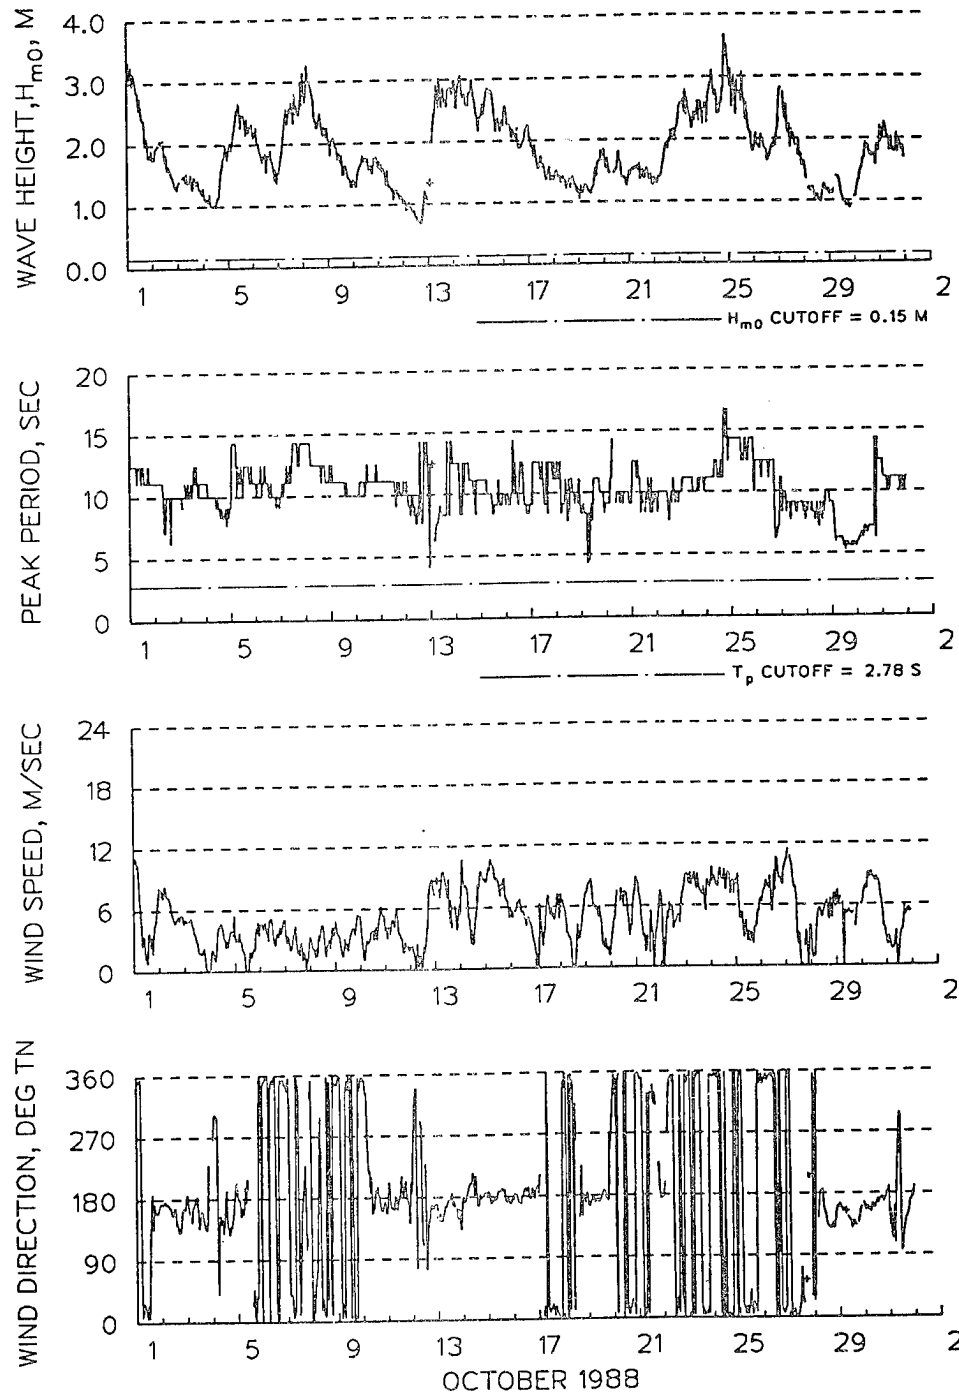 WAVE HEIGHT, Hm0, M
4.0
3.0
2.0
1.0
0.0
1 5 9 13 17 21 25 29 2
Hm0 CUTOFF = 0.15 M
PEAK PERIOD, SEC
20
15
10
5
0
1 5 9 13 17 21 25 29 2
Tp CUTOFF = 2.78 S
WIND SPEED, M/SEC
24
18
12
6
0
1 5 9 13 17 21 25 29 2
WIND DIRECTION, DEG TN
360
270
180
90
0
1 5 9 13 17 21 25 29 2
OCTOBER 1988